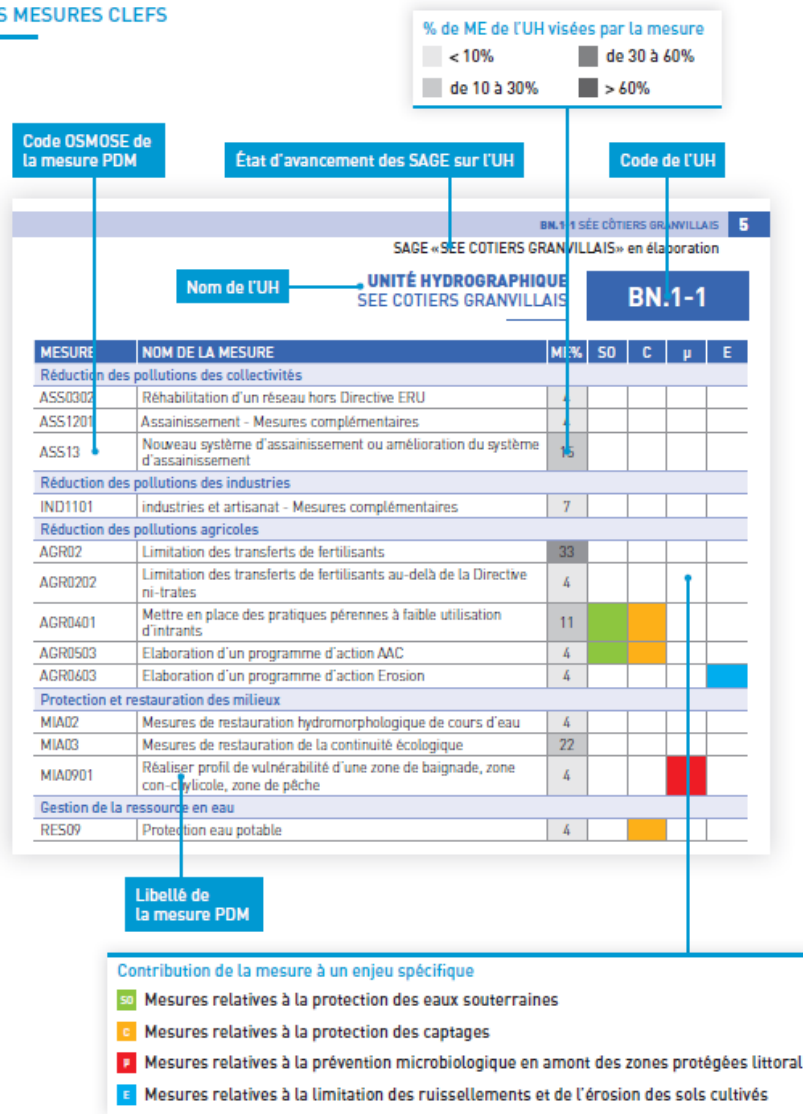 S MESURES CLEFS
% de ME de l'UH visées par la mesure
< 10%
de 30 à 60%
de 10 à 30%
> 60%
Code OSMOSE de
la mesure PDM
État d'avancement des SAGE sur l'UH
Code de l'UH
BN.1-1 SÉE CÔTIERS GRANVILLAIS 5
SAGE «SEE COTIERS GRANVILLAIS» en élaboration
Nom de l'UH
UNITÉ HYDROGRAPHIQUE
SEE COTIERS GRANVILLAIS
BN.1-1
MESURE NOM DE LA MESURE ME% SO C µ E
Réduction des pollutions des collectivités
ASS0302 Réhabilitation d'un réseau hors Directive ERU 4
ASS1201 Assainissement - Mesures complémentaires 4
ASS13 Nouveau système d'assainissement ou amélioration du système
d'assainissement 15
Réduction des pollutions des industries
IND1101 industries et artisanat - Mesures complémentaires 7
Réduction des pollutions agricoles
AGR02 Limitation des transferts de fertilisants 33
AGR0202 Limitation des transferts de fertilisants au-delà de la Directive
ni-trates 4
AGR0401 Mettre en place des pratiques pérennes à faible utilisation
d'intrants 11
AGR0503 Elaboration d'un programme d'action AAC 4
AGR0603 Elaboration d'un programme d'action Erosion 4
Protection et restauration des milieux
MIA02 Mesures de restauration hydromorphologique de cours d'eau 4
MIA03 Mesures de restauration de la continuité écologique 22
MIA0901 Réaliser profil de vulnérabilité d'une zone de baignade, zone
con-chylicole, zone de pêche 4
Gestion de la ressource en eau
RES09 Protection eau potable 4
Libellé de
la mesure PDM
Contribution de la mesure à un enjeu spécifique
SO Mesures relatives à la protection des eaux souterraines
C Mesures relatives à la protection des captages
µ Mesures relatives à la prévention microbiologique en amont des zones protégées littoral
E Mesures relatives à la limitation des ruissellements et de l'érosion des sols cultivés